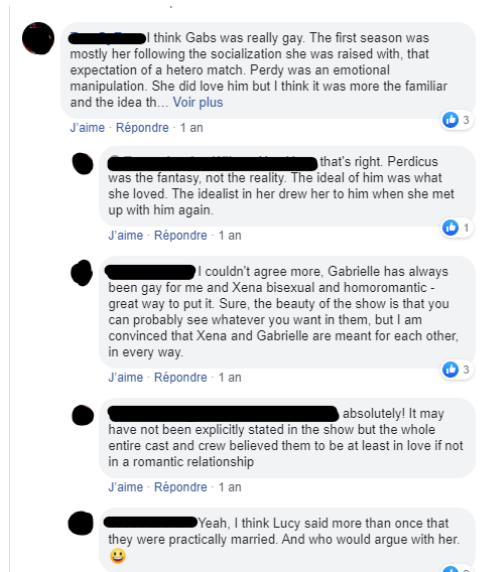 I think Gabs was really gay. The first season was
mostly her following the socialization she was raised with, that
expectation of a hetero match. Perdy was an emotional
manipulation. She did love him but I think it was more the familiar
and the idea th... Voir plus
3
J'aime · Répondre · 1 an
that's right. Perdicus
was the fantasy, not the reality. The ideal of him was what
she loved. The idealist in her drew her to him when she met
up with him again.
1
J'aime · Répondre · 1 an
I couldn't agree more, Gabrielle has always
been gay for me and Xena bisexual and homoromantic -
great way to put it. Sure, the beauty of the show is that you
can probably see whatever you want in them, but I am
convinced that Xena and Gabrielle are meant for each other,
in every way.
3
J'aime · Répondre · 1 an
absolutely! It may
have not been explicitly stated in the show but the whole
entire cast and crew believed them to be at least in love if not
in a romantic relationship
J'aime · Répondre · 1 an
Yeah, I think Lucy said more than once that
they were practically married. And who would argue with her.